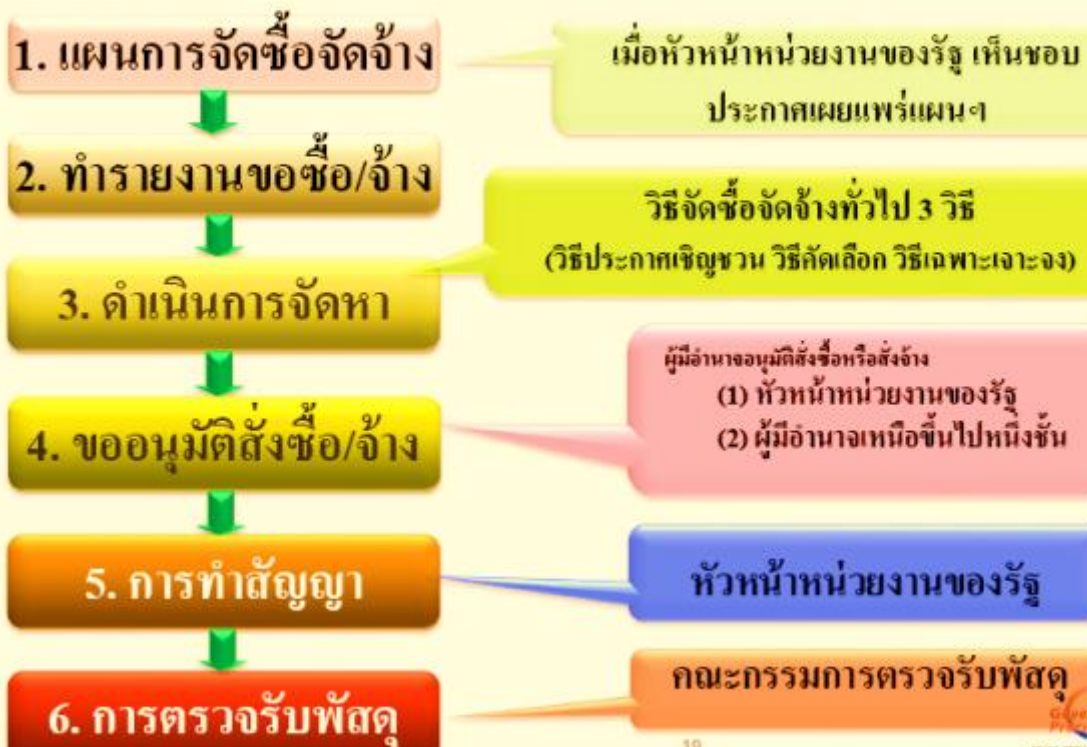 1. แผนการจัดซื้อจัดจ้าง
เมื่อหัวหน้าหน่วยงานของรัฐ เห็นชอบ
ประกาศเผยแพร่แผนฯ
2. ทำรายงานขอซื้อ/จ้าง
วิธีจัดซื้อจัดจ้างทั่วไป 3 วิธี
(วิธีประกาศเชิญชวน วิธีคัดเลือก วิธีเฉพาะเจาะจง)
3. ดำเนินการจัดหา
ผู้มีอำนาจอนุมัติสั่งซื้อหรือสั่งจ้าง
(1) หัวหน้าหน่วยงานของรัฐ
(2) ผู้มีอำนาจเหนือขึ้นไปหนึ่งชั้น
4. ขออนุมัติสั่งซื้อ/จ้าง
5. การทำสัญญา
หัวหน้าหน่วยงานของรัฐ
คณะกรรมการตรวจรับพัสดุ
6. การตรวจรับพัสดุ